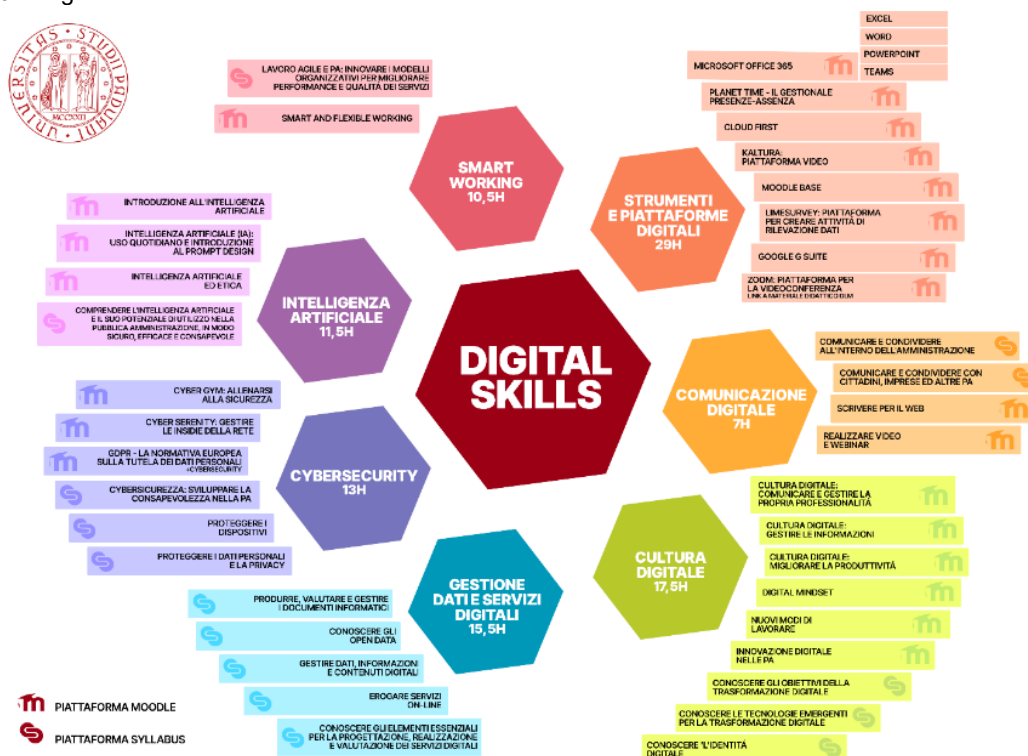 UNIVERSITAS STUDII PADUANI
MCCXXII
LAVORO AGILE E PA: INNOVARE I MODELLI
ORGANIZZATIVI PER MIGLIORARE
PERFORMANCE E QUALITÀ DEI SERVIZI
SMART AND FLEXIBLE WORKING
SMART
WORKING
10,5H
EXCEL
WORD
POWERPOINT
TEAMS
MICROSOFT OFFICE 365
PLANET TIME - IL GESTIONALE
PRESENZE-ASSENZA
CLOUD FIRST
KALTURA:
PIATTAFORMA VIDEO
MOODLE BASE
LIMESURVEY: PIATTAFORMA
PER CREARE ATTIVITÀ DI
RILEVAZIONE DATI
GOOGLE G SUITE
ZOOM: PIATTAFORMA PER
LA VIDEOCONFERENZA
LINK A MATERIALE DIDATTICO DLM
STRUMENTI
E PIATTAFORME
DIGITALI
29H
INTRODUZIONE ALL'INTELLIGENZA
ARTIFICIALE
INTELLIGENZA ARTIFICIALE (IA):
USO QUOTIDIANO E INTRODUZIONE
AL PROMPT DESIGN
INTELLIGENZA ARTIFICIALE
ED ETICA
COMPRENDERE L'INTELLIGENZA ARTIFICIALE
E IL SUO POTENZIALE DI UTILIZZO NELLA
PUBBLICA AMMINISTRAZIONE, IN MODO
SICURO, EFFICACE E CONSAPEVOLE
INTELLIGENZA
ARTIFICIALE
11,5H
DIGITAL
SKILLS
COMUNICAZIONE
DIGITALE
7H
COMUNICARE E CONDIVIDERE
ALL'INTERNO DELL'AMMINISTRAZIONE
COMUNICARE E CONDIVIDERE CON
CITTADINI, IMPRESE ED ALTRE PA
SCRIVERE PER IL WEB
REALIZZARE VIDEO
E WEBINAR
CYBER GYM: ALLENARSI
ALLA SICUREZZA
CYBER SERENITY: GESTIRE
LE INSIDIE DELLA RETE
GDPR - LA NORMATIVA EUROPEA
SULLA TUTELA DEI DATI PERSONALI
+CYBERSECURITY
CYBERSICUREZZA: SVILUPPARE LA
CONSAPEVOLEZZA NELLA PA
PROTEGGERE I
DISPOSITIVI
PROTEGGERE I DATI PERSONALI
E LA PRIVACY
CYBERSECURITY
13H
CULTURA DIGITALE:
COMUNICARE E GESTIRE LA
PROPRIA PROFESSIONALITÀ
CULTURA DIGITALE:
GESTIRE LE INFORMAZIONI
CULTURA DIGITALE:
MIGLIORARE LA PRODUTTIVITÀ
DIGITAL MINDSET
NUOVI MODI DI
LAVORARE
INNOVAZIONE DIGITALE
NELLE PA
CONOSCERE GLI OBIETTIVI DELLA
TRASFORMAZIONE DIGITALE
CONOSCERE LE TECNOLOGIE EMERGENTI
PER LA TRASFORMAZIONE DIGITALE
CONOSCERE "L'IDENTITÀ
DIGITALE
CULTURA
DIGITALE
17,5H
GESTIONE
DATI E SERVIZI
DIGITALI
15,5H
PRODURRE, VALUTARE E GESTIRE
I DOCUMENTI INFORMATICI
CONOSCERE GLI
OPEN DATA
GESTIRE DATI, INFORMAZIONI
E CONTENUTI DIGITALI
EROGARE SERVIZI
ON-LINE
CONOSCERE GLI ELEMENTI ESSENZIALI
PER LA PROGETTAZIONE, REALIZZAZIONE
E VALUTAZIONE DEI SERVIZI DIGITALI
PIATTAFORMA MOODLE
PIATTAFORMA SYLLABUS